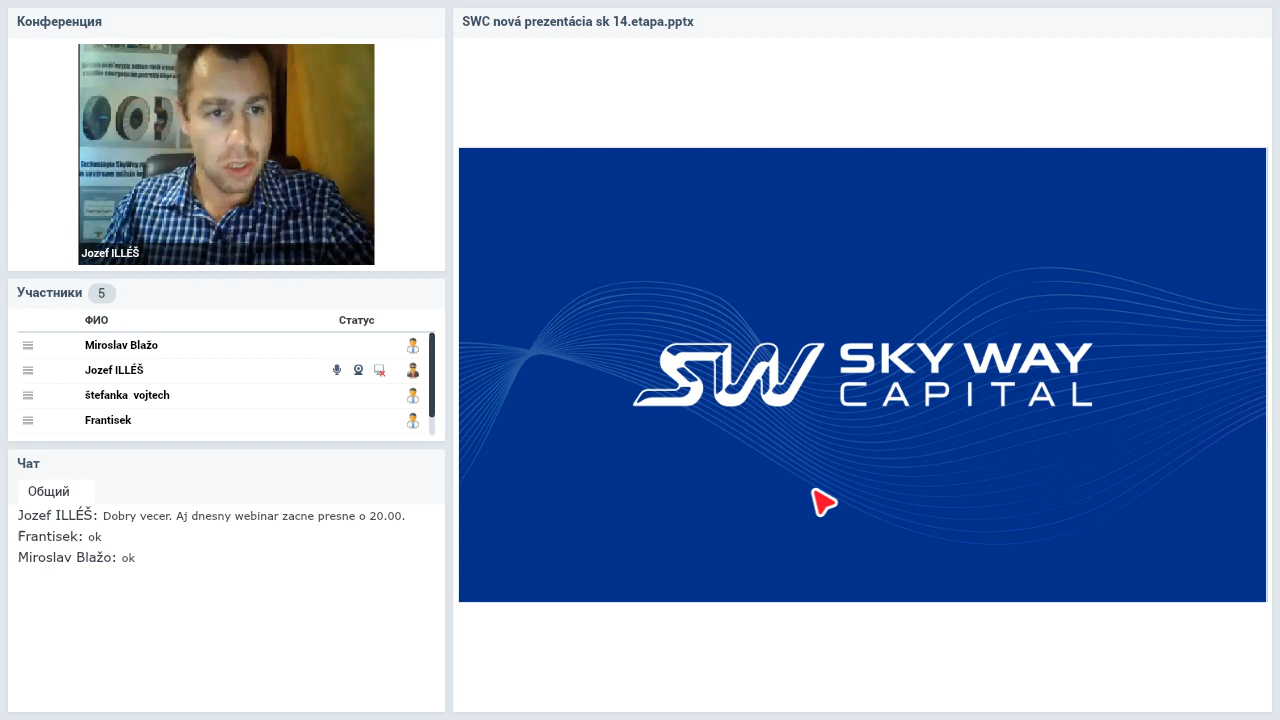 Конференция
Jozef ILLÉŠ
Участники 5
ФИО Статус
Miroslav Blažo
Jozef ILLÉŠ
štefanka vojtech
Frantisek
Чат
Общий
Jozef ILLÉŠ: Dobry vecer. Aj dnesny webinar zacne presne o 20.00.
Frantisek: ok
Miroslav Blažo: ok
SWC nová prezentácia sk 14.etapa.pptx
SW SKY WAY
CAPITAL